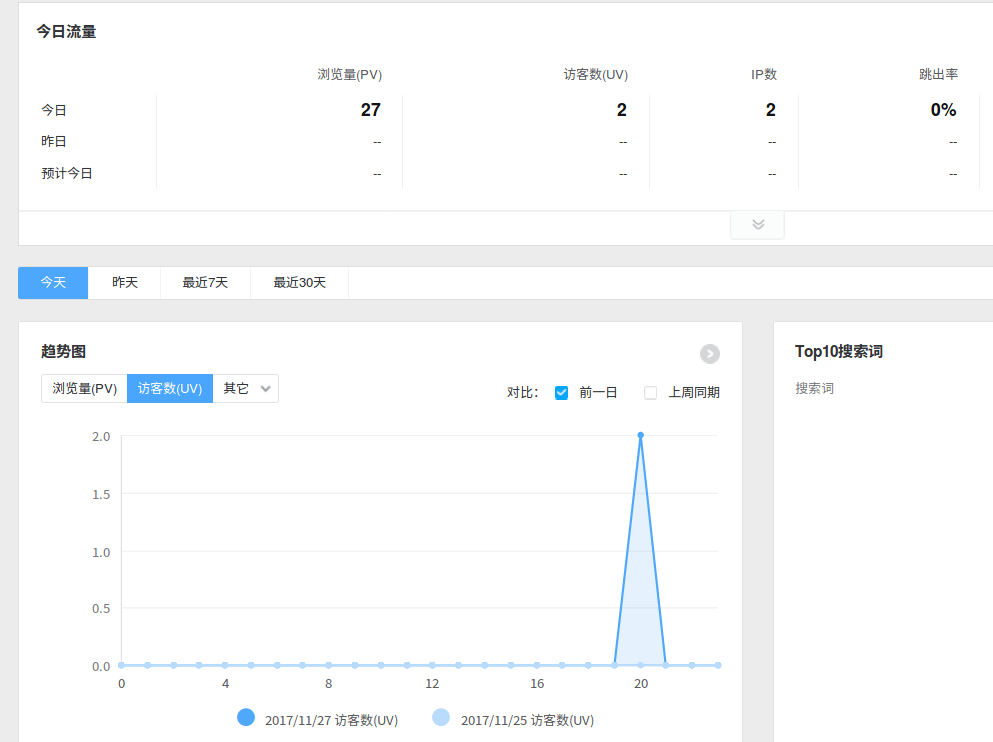 今日流量
浏览量(PV) 访客数(UV) IP数 跳出率
今日 27 2 2 0%
昨日 -- -- -- --
预计今日 -- -- -- --
今天 昨天 最近7天 最近30天
趋势图
浏览量(PV) 访客数(UV) 其它
对比： 前一日 上周同期
2.0
1.5
1.0
0.5
0.0
0 4 8 12 16 20
2017/11/27 访客数(UV) 2017/11/25 访客数(UV)
Top10搜索词
搜索词